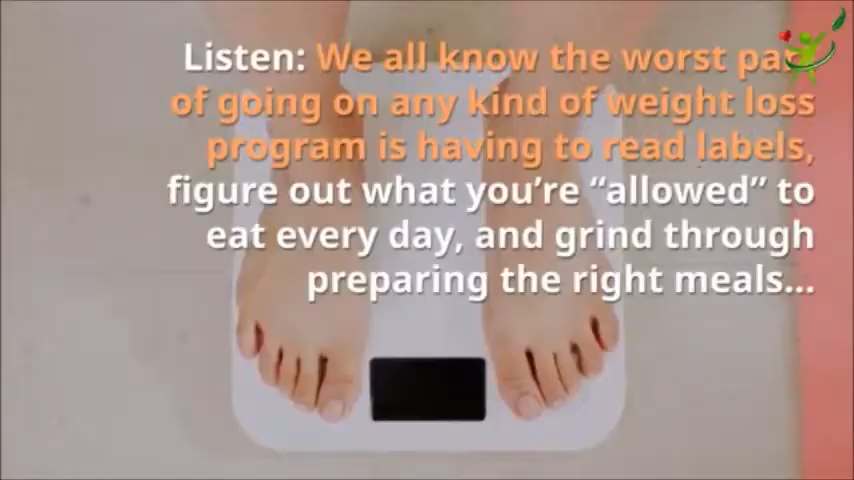 Listen: We all know the worst part
of going on any kind of weight loss
program is having to read labels,
figure out what you’re “allowed” to
eat every day, and grind through
preparing the right meals...